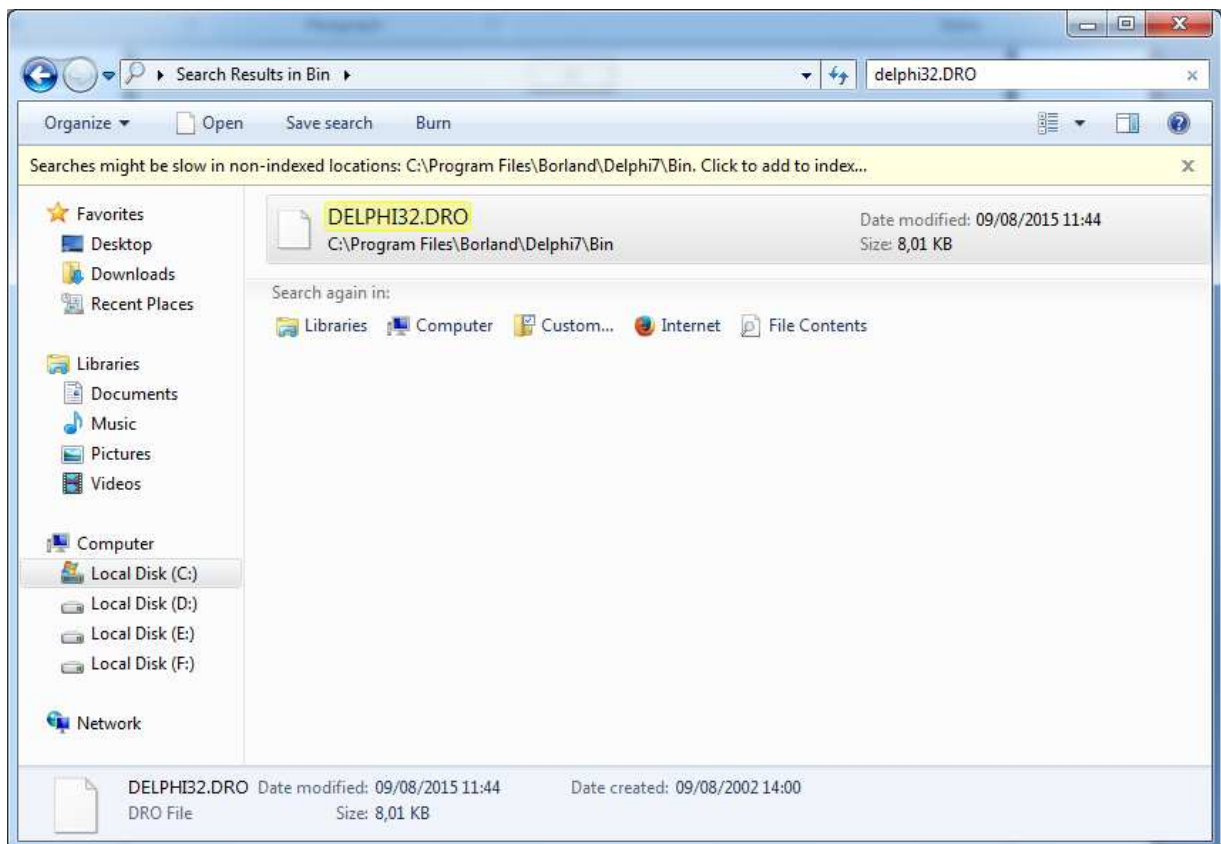 Search Results in Bin
delphi32.DRO
Organize Open Save search Burn
Searches might be slow in non-indexed locations: C:\Program Files\Borland\Delphi7\Bin. Click to add to index...
Favorites
Desktop
Downloads
Recent Places
Libraries
Documents
Music
Pictures
Videos
Computer
Local Disk (C:)
Local Disk (D:)
Local Disk (E:)
Local Disk (F:)
Network
DELPHI32.DRO Date modified: 09/08/2015 11:44
C:\Program Files\Borland\Delphi7\Bin Size: 8,01 KB
Search again in:
Libraries Computer Custom... Internet File Contents
DELPHI32.DRO Date modified: 09/08/2015 11:44 Date created: 09/08/2002 14:00
DRO File Size: 8,01 KB